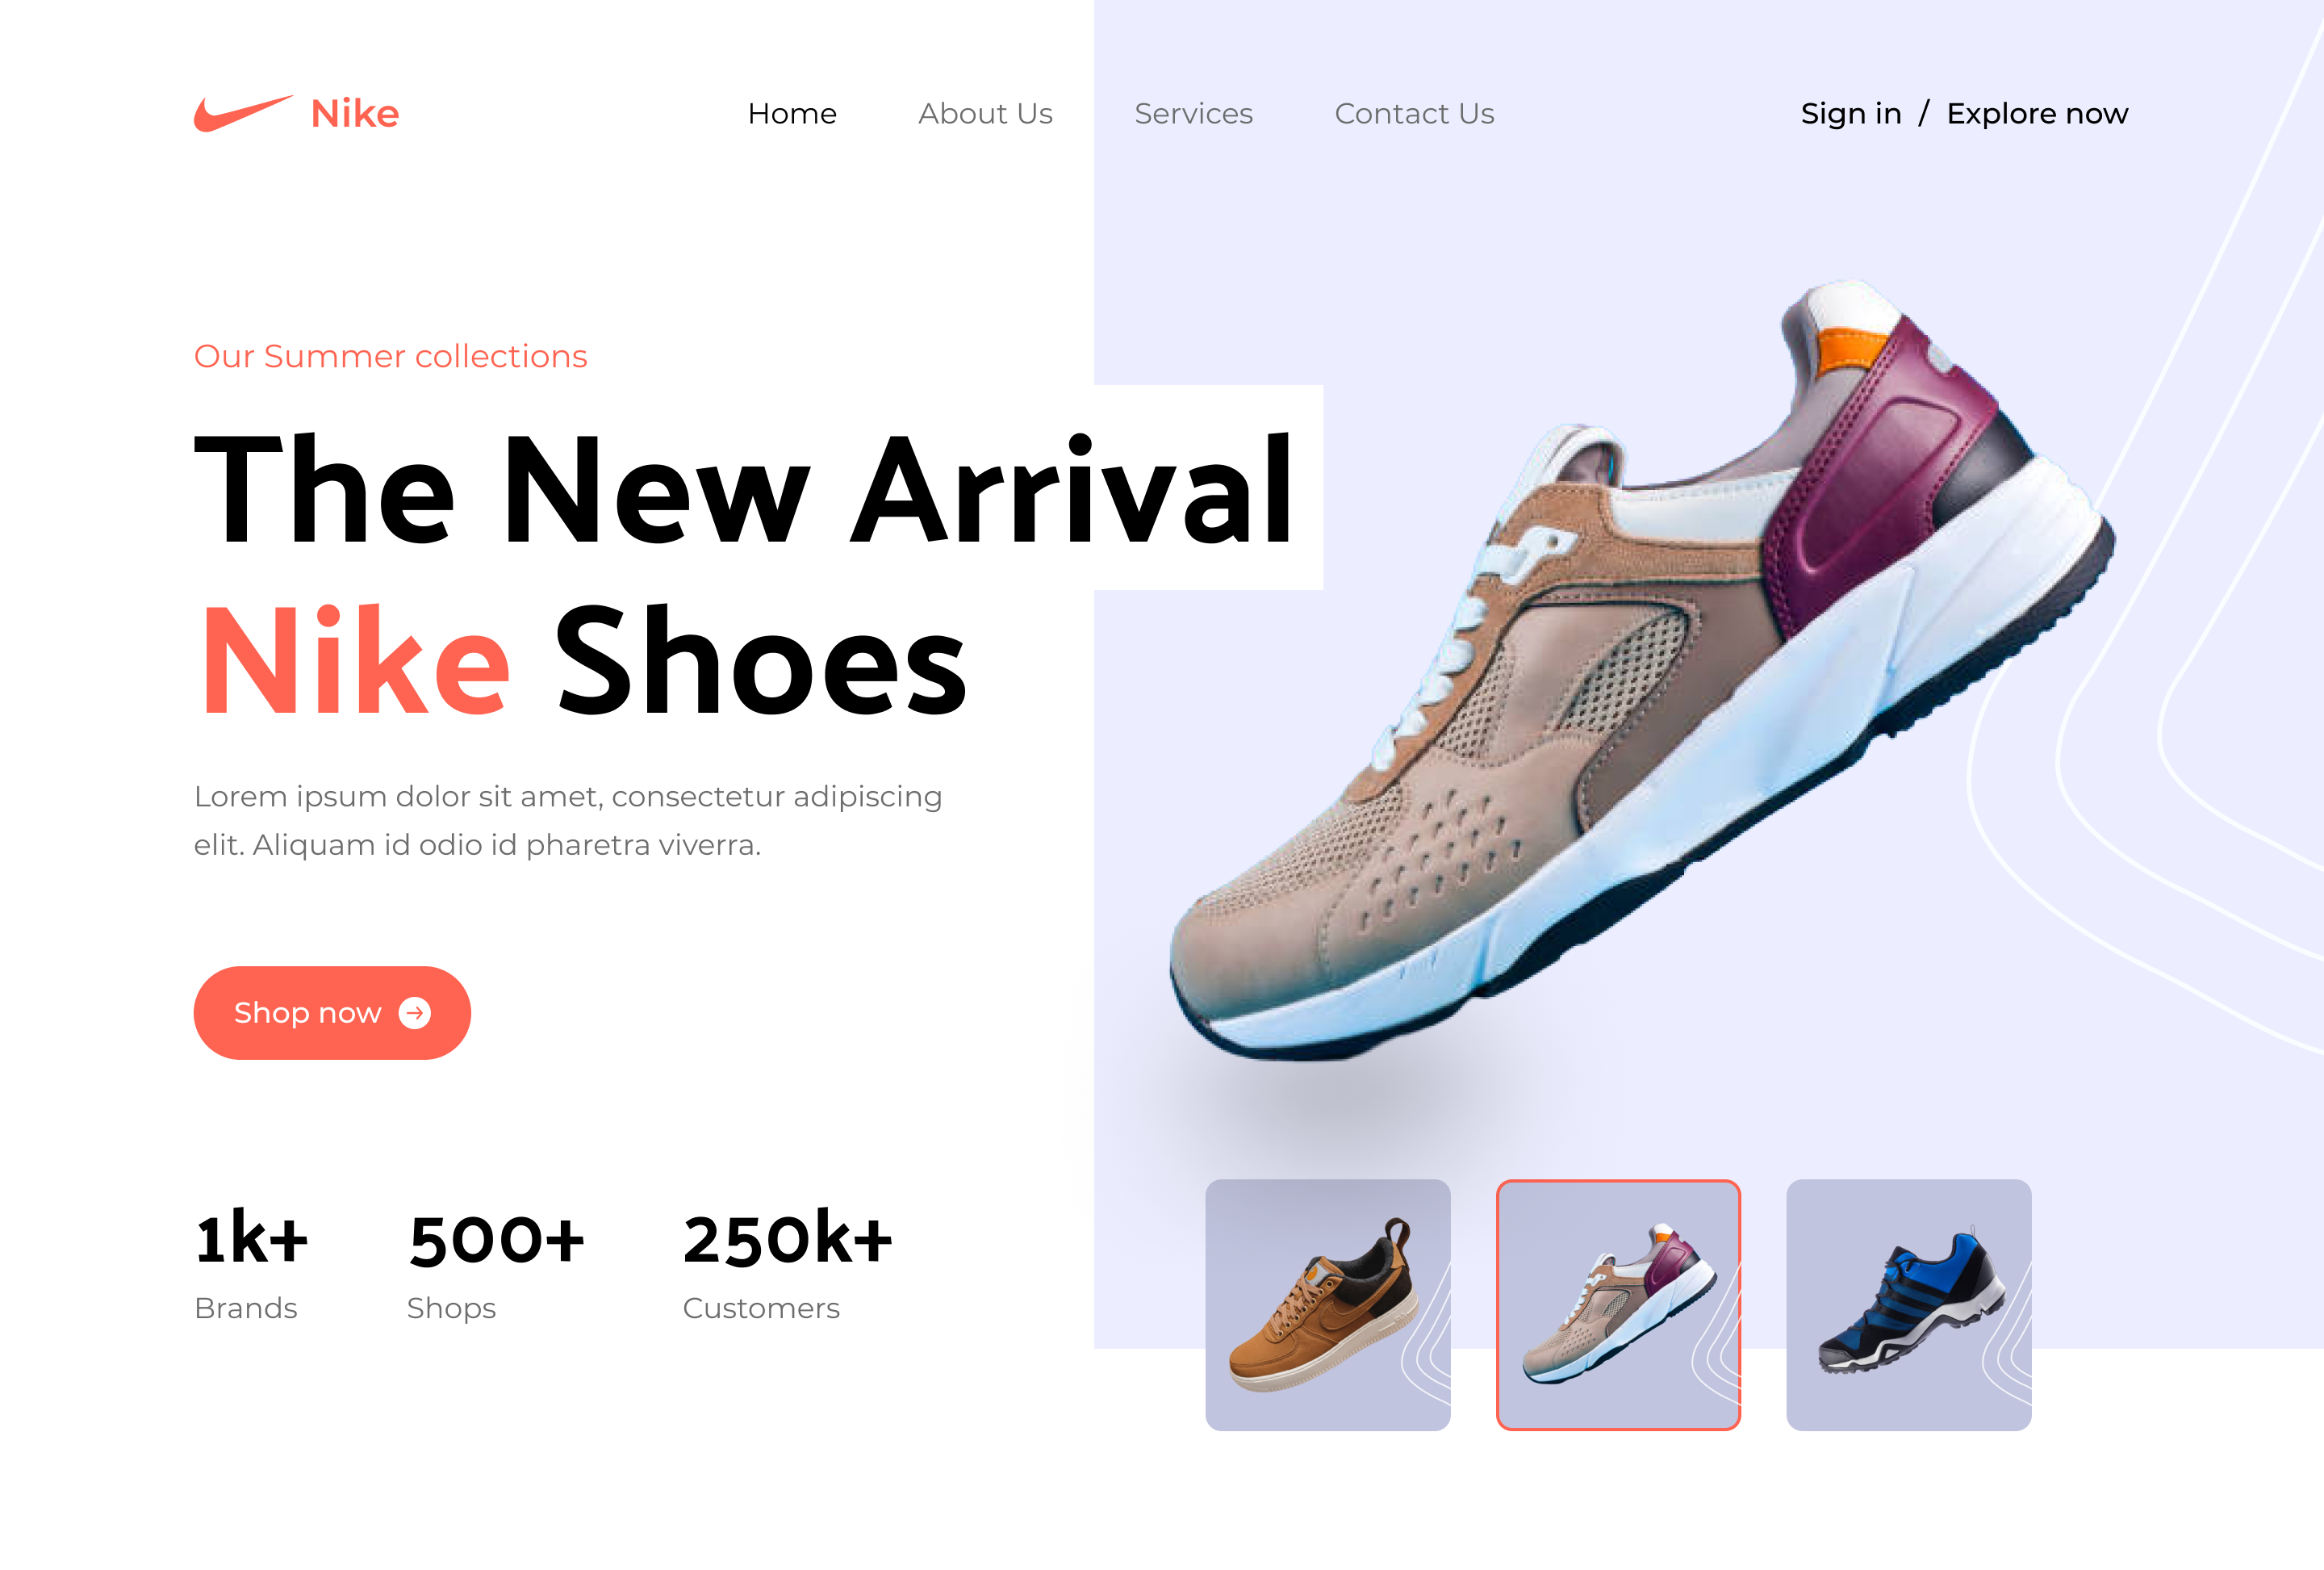 Nike
Home
About Us
Services
Contact Us
Sign in / Explore now
Our Summer collections
The New Arrival
Nike Shoes
Lorem ipsum dolor sit amet, consectetur adipiscing
elit. Aliquam id odio id pharetra viverra.
Shop now
1k+
Brands
500+
Shops
250k+
Customers